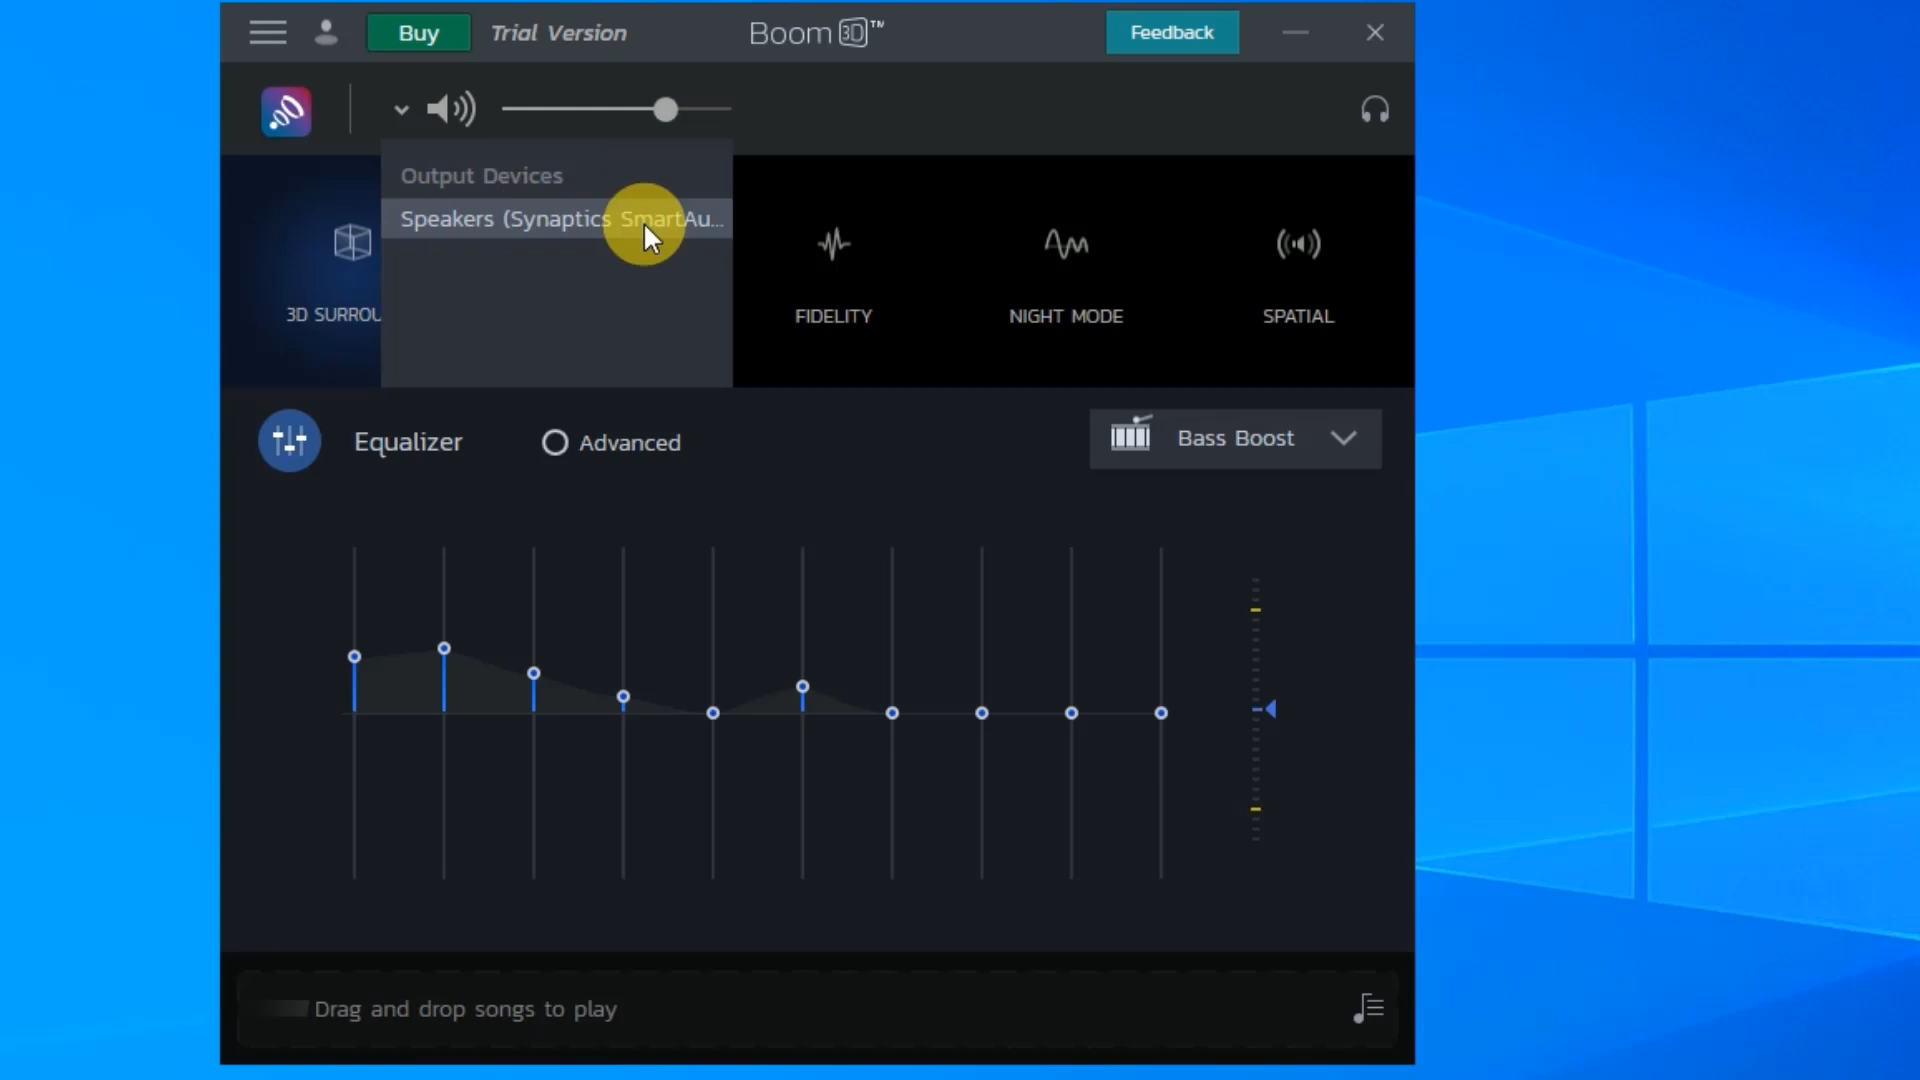 Buy
Trial Version
Boom 3D™
Feedback
Output Devices
Speakers (Synaptics SmartAu...
3D SURROU
FIDELITY
NIGHT MODE
SPATIAL
Equalizer
Advanced
Bass Boost
Drag and drop songs to play